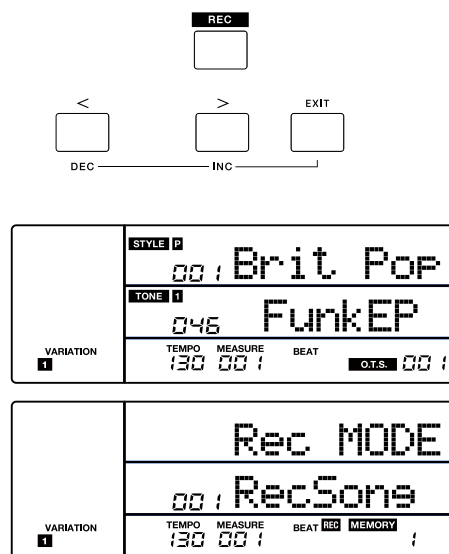 REC
< > EXIT
DEC INC
STYLE P
001 Brit Pop
TONE 1
046 FunkEP
VARIATION TEMPO MEASURE BEAT
1 130 001 O.T.S. 001
Rec MODE
001 RecSong
VARIATION TEMPO MEASURE BEAT REC MEMORY
1 130 001 1